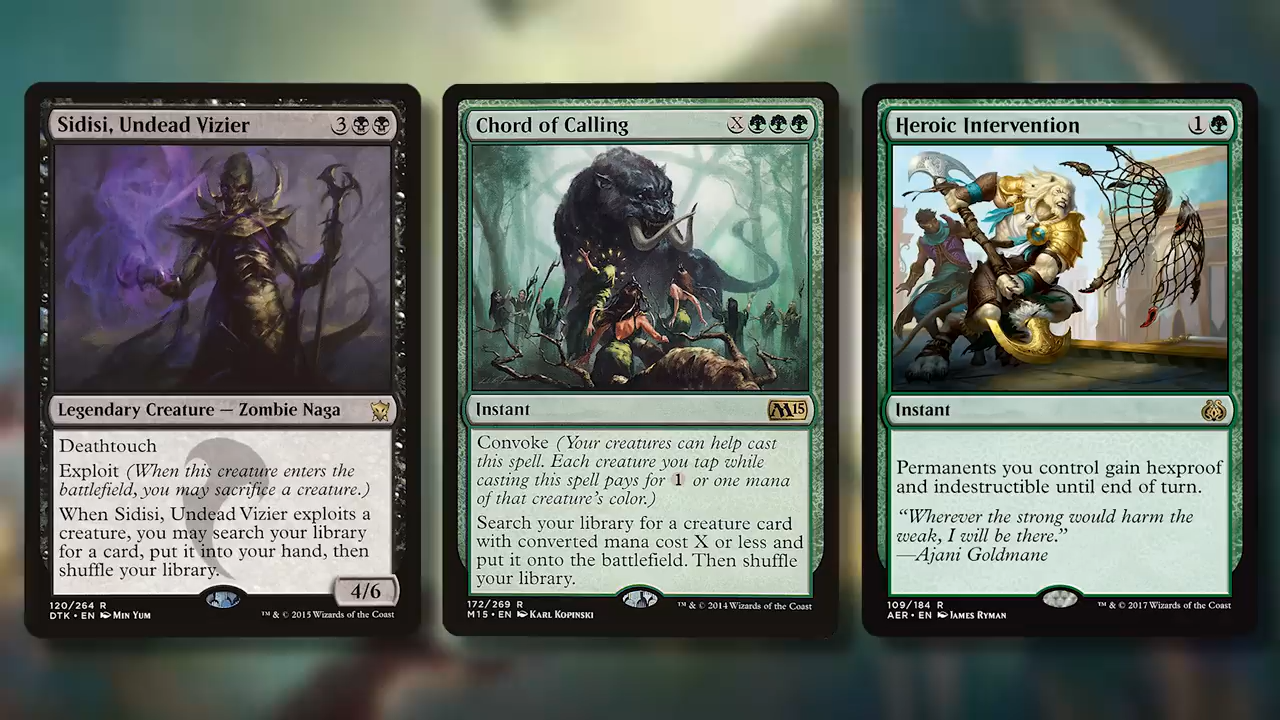 Sidisi, Undead Vizier 3
Legendary Creature — Zombie Naga
Deathtouch
Exploit (When this creature enters the
battlefield, you may sacrifice a creature.)
When Sidisi, Undead Vizier exploits a
creature, you may search your library
for a card, put it into your hand, then
shuffle your library.
4/6
120/264 R
DTK • EN Min Yum
™ & © 2015 Wizards of the Coast
Chord of Calling X
Instant M15
Convoke (Your creatures can help cast
this spell. Each creature you tap while
casting this spell pays for 1 or one mana
of that creature's color.)
Search your library for a creature card
with converted mana cost X or less and
put it onto the battlefield. Then shuffle
your library.
172/269 R
M15 • EN Karl Kopinski
™ & © 2014 Wizards of the Coast
Heroic Intervention 1
Instant
Permanents you control gain hexproof
and indestructible until end of turn.
“Wherever the strong would harm the
weak, I will be there.”
—Ajani Goldmane
109/184 R
AER • EN James Ryman
™ & © 2017 Wizards of the Coast